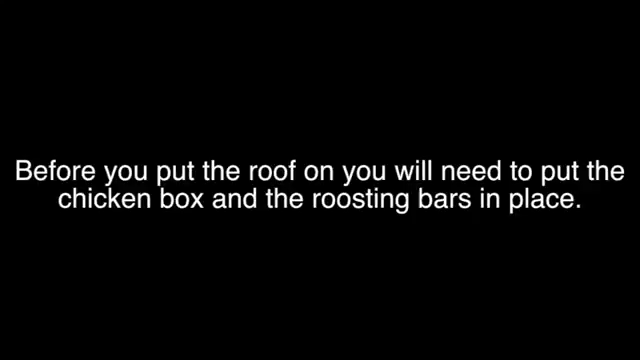 Before you put the roof on you will need to put the
chicken box and the roosting bars in place.